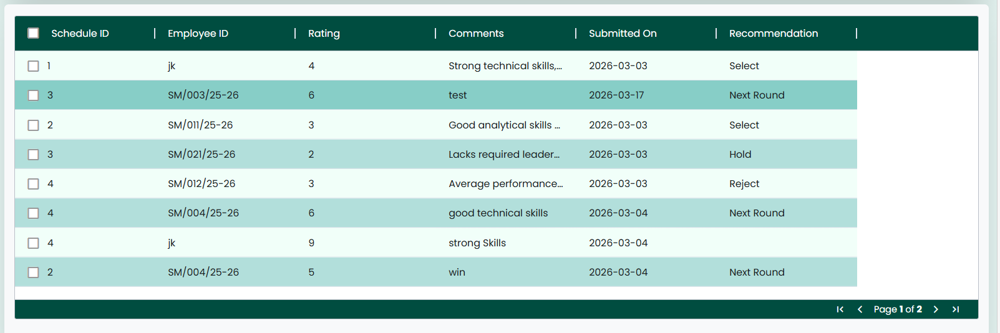 Schedule ID | Employee ID | Rating | Comments | Submitted On | Recommendation |
1 jk 4 Strong technical skills,... 2026-03-03 Select
3 SM/003/25-26 6 test 2026-03-17 Next Round
2 SM/011/25-26 3 Good analytical skills ... 2026-03-03 Select
3 SM/021/25-26 2 Lacks required leader... 2026-03-03 Hold
4 SM/012/25-26 3 Average performance... 2026-03-03 Reject
4 SM/004/25-26 6 good technical skills 2026-03-04 Next Round
4 jk 9 strong Skills 2026-03-04
2 SM/004/25-26 5 win 2026-03-04 Next Round
Page 1 of 2